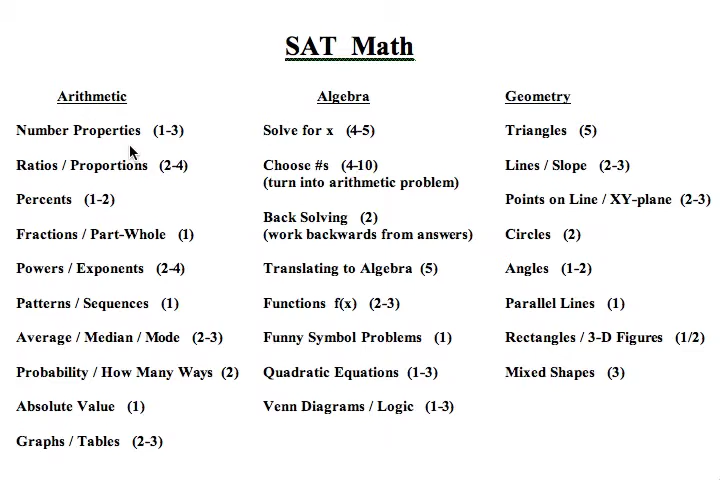 SAT Math
Arithmetic
Number Properties (1-3)
Ratios / Proportions (2-4)
Percents (1-2)
Fractions / Part-Whole (1)
Powers / Exponents (2-4)
Patterns / Sequences (1)
Average / Median / Mode (2-3)
Probability / How Many Ways (2)
Absolute Value (1)
Graphs / Tables (2-3)
Algebra
Solve for x (4-5)
Choose #s (4-10)
(turn into arithmetic problem)
Back Solving (2)
(work backwards from answers)
Translating to Algebra (5)
Functions f(x) (2-3)
Funny Symbol Problems (1)
Quadratic Equations (1-3)
Venn Diagrams / Logic (1-3)
Geometry
Triangles (5)
Lines / Slope (2-3)
Points on Line / XY-plane (2-3)
Circles (2)
Angles (1-2)
Parallel Lines (1)
Rectangles / 3-D Figures (1/2)
Mixed Shapes (3)